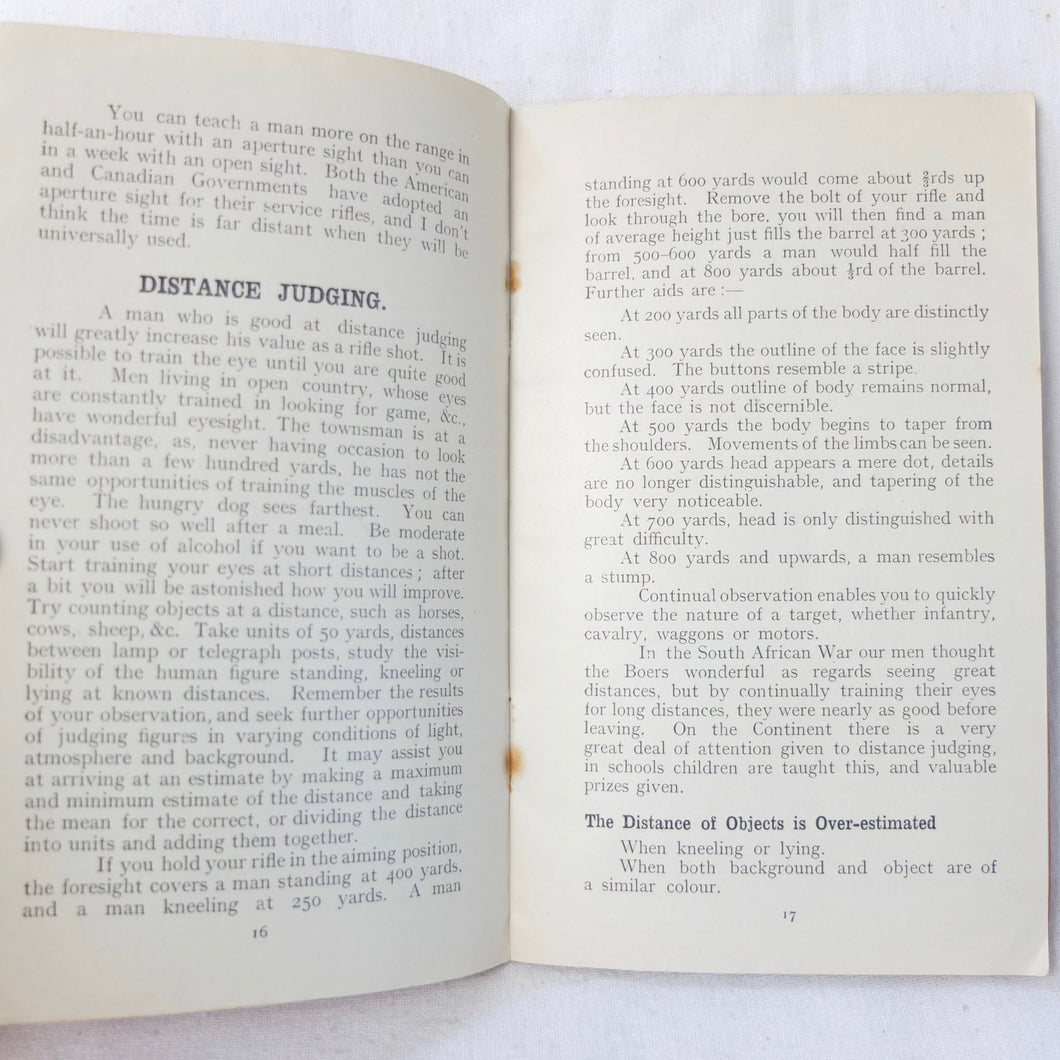 You can teach a man more on the range in
half-an-hour with an aperture sight than you can
in a week with an open sight. Both the American
and Canadian Governments have adopted an
aperture sight for their service rifles, and I don't
think the time is far distant when they will be
universally used.
DISTANCE JUDGING.
A man who is good at distance judging
will greatly increase his value as a rifle shot. It is
possible to train the eye until you are quite good
at it. Men living in open country, whose eyes
are constantly trained in looking for game, &c.,
have wonderful eyesight. The townsman is at a
disadvantage, as, never having occasion to look
more than a few hundred yards, he has not the
same opportunities of training the muscles of the
eye. The hungry dog sees farthest. You can
never shoot so well after a meal. Be moderate
in your use of alcohol if you want to be a shot.
Start training your eyes at short distances; after
a bit you will be astonished how you will improve.
Try counting objects at a distance, such as horses,
cows, sheep, &c. Take units of 50 yards, distances
between lamp or telegraph posts, study the visi-
bility of the human figure standing, kneeling or
lying at known distances. Remember the results
of your observation, and seek further opportunities
of judging figures in varying conditions of light,
atmosphere and background. It may assist you
at arriving at an estimate by making a maximum
and minimum estimate of the distance and taking
the mean for the correct, or dividing the distance
into units and adding them together.
If you hold your rifle in the aiming position,
the foresight covers a man standing at 400 yards,
and a man kneeling at 250 yards. A man
16
standing at 600 yards would come about ⅔rds up
the foresight. Remove the bolt of your rifle and
look through the bore, you will then find a man
of average height just fills the barrel at 300 yards;
from 500–600 yards a man would half fill the
barrel, and at 800 yards about ⅓rd of the barrel.
Further aids are :—
At 200 yards all parts of the body are distinctly
seen.
At 300 yards the outline of the face is slightly
confused. The buttons resemble a stripe.
At 400 yards outline of body remains normal,
but the face is not discernible.
At 500 yards the body begins to taper from
the shoulders. Movements of the limbs can be seen.
At 600 yards head appears a mere dot, details
are no longer distinguishable, and tapering of the
body very noticeable.
At 700 yards, head is only distinguished with
great difficulty.
At 800 yards and upwards, a man resembles
a stump.
Continual observation enables you to quickly
observe the nature of a target, whether infantry,
cavalry, waggons or motors.
In the South African War our men thought
the Boers wonderful as regards seeing great
distances, but by continually training their eyes
for long distances, they were nearly as good before
leaving. On the Continent there is a very
great deal of attention given to distance judging,
in schools children are taught this, and valuable
prizes given.
The Distance of Objects is Over-estimated
When kneeling or lying.
When both background and object are of
a similar colour.
17